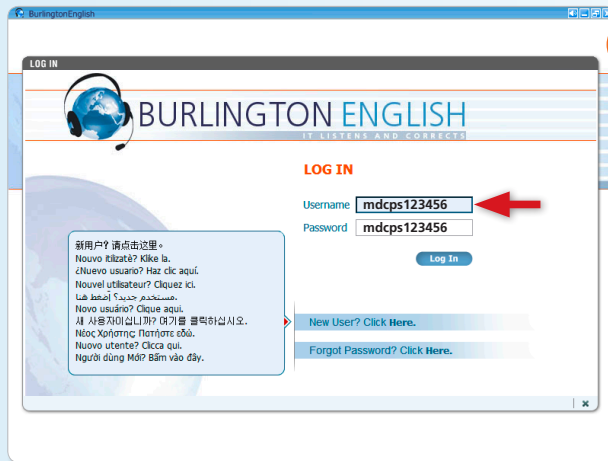 BurlingtonEnglish
LOG IN
BURLINGTON ENGLISH
IT LISTENS AND CORRECTS
LOG IN
Username mdcps123456
Password mdcps123456
Log In
新用户? 请点击这里。
Nouvo itilizatè? Klike la.
¿Nuevo usuario? Haz clic aquí.
Nouvel utilisateur? Cliquez ici.
مستخدم جديد؟ إضغط هنا.
Novo usuário? Clique aqui.
새 사용자이십니까? 여기를 클릭하십시오.
Νέος Χρήστης; Πατήστε εδώ.
Nuovo utente? Clicca qui.
Người dùng Mới? Bấm vào đây.
New User? Click Here.
Forgot Password? Click Here.